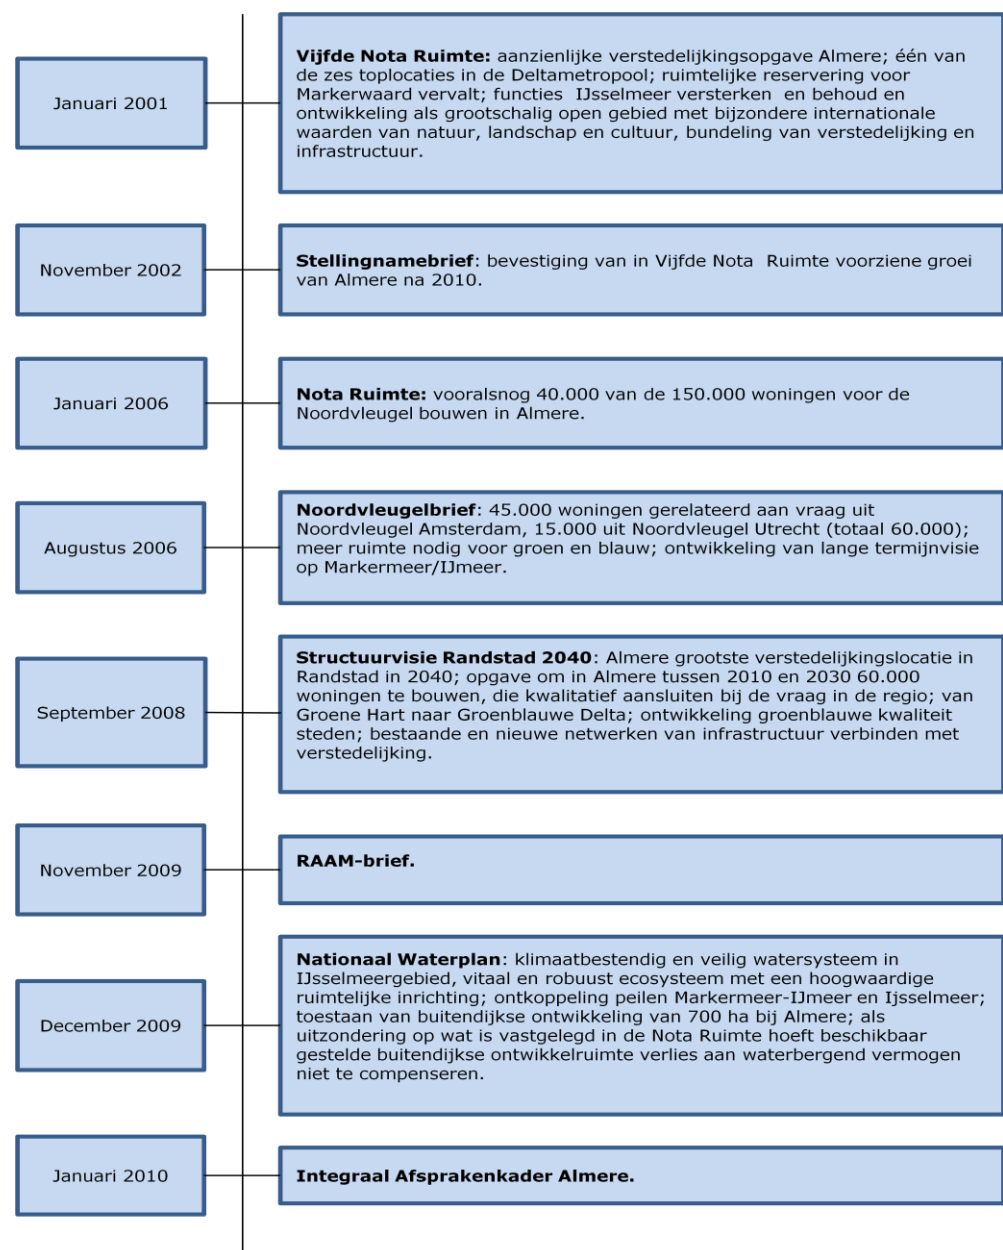 Januari 2001
Vijfde Nota Ruimte: aanzienlijke verstedelijkingsopgave Almere; één van
de zes toplocaties in de Deltametropool; ruimtelijke reservering voor
Markerwaard vervalt; functies IJsselmeer versterken en behoud en
ontwikkeling als grootschalig open gebied met bijzondere internationale
waarden van natuur, landschap en cultuur, bundeling van verstedelijking en
infrastructuur.
November 2002
Stellingnamebrief: bevestiging van in Vijfde Nota Ruimte voorziene groei
van Almere na 2010.
Januari 2006
Nota Ruimte: vooralsnog 40.000 van de 150.000 woningen voor de
Noordvleugel bouwen in Almere.
Augustus 2006
Noordvleugelbrief: 45.000 woningen gerelateerd aan vraag uit
Noordvleugel Amsterdam, 15.000 uit Noordvleugel Utrecht (totaal 60.000);
meer ruimte nodig voor groen en blauw; ontwikkeling van lange termijnvisie
op Markermeer/IJmeer.
September 2008
Structuurvisie Randstad 2040: Almere grootste verstedelijkingslocatie in
Randstad in 2040; opgave om in Almere tussen 2010 en 2030 60.000
woningen te bouwen, die kwalitatief aansluiten bij de vraag in de regio; van
Groene Hart naar Groenblauwe Delta; ontwikkeling groenblauwe kwaliteit
steden; bestaande en nieuwe netwerken van infrastructuur verbinden met
verstedelijking.
November 2009
RAAM-brief.
December 2009
Nationaal Waterplan: klimaatbestendig en veilig watersysteem in
IJsselmeergebied, vitaal en robuust ecosysteem met een hoogwaardige
ruimtelijke inrichting; ontkoppeling peilen Markermeer-IJmeer en Ijsselmeer;
toestaan van buitendijkse ontwikkeling van 700 ha bij Almere; als
uitzondering op wat is vastgelegd in de Nota Ruimte hoeft beschikbaar
gestelde buitendijkse ontwikkelruimte verlies aan waterbergend vermogen
niet te compenseren.
Januari 2010
Integraal Afsprakenkader Almere.